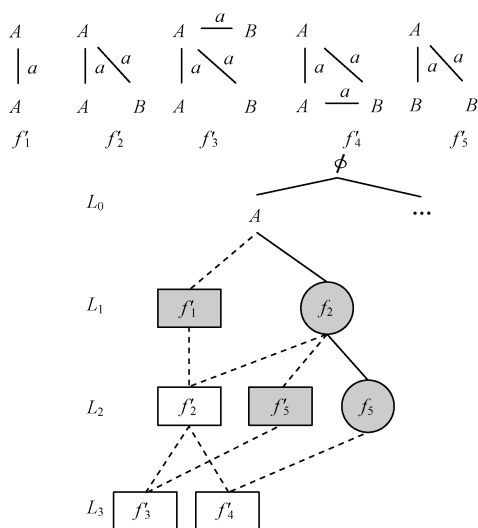 A A A a B A A
a a a a a a a a a
A A B A B A a B B B
f'1 f'2 f'3 f'4 f'5
ϕ
L0
A ...
L1 f'1 f2
L2 f'2 f'5 f5
L3 f'3 f'4